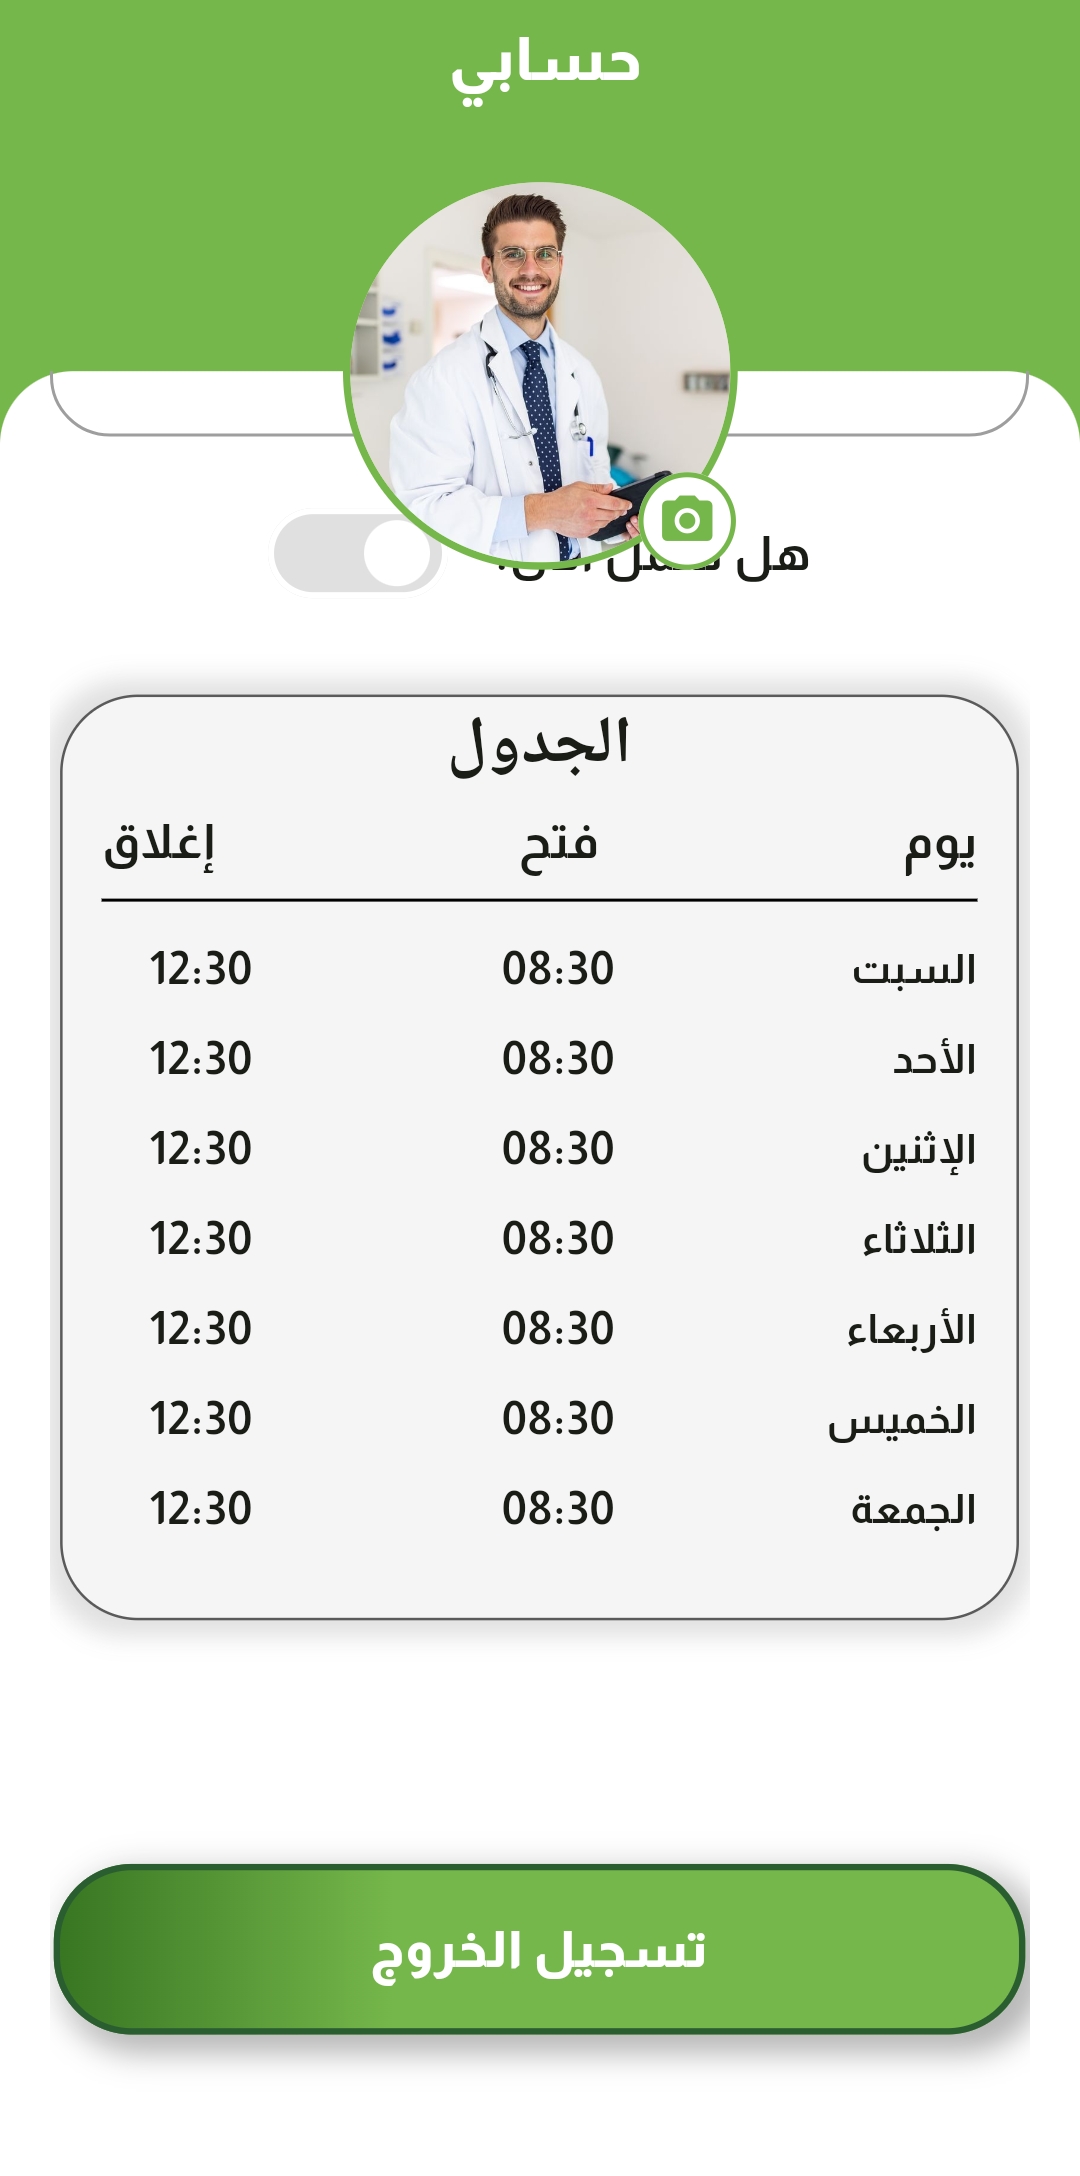 حسابي
هل
الجدول
يوم فتح إغلاق
السبت 08:30 12:30
الأحد 08:30 12:30
الإثنين 08:30 12:30
الثلاثاء 08:30 12:30
الأربعاء 08:30 12:30
الخميس 08:30 12:30
الجمعة 08:30 12:30
تسجيل الخروج